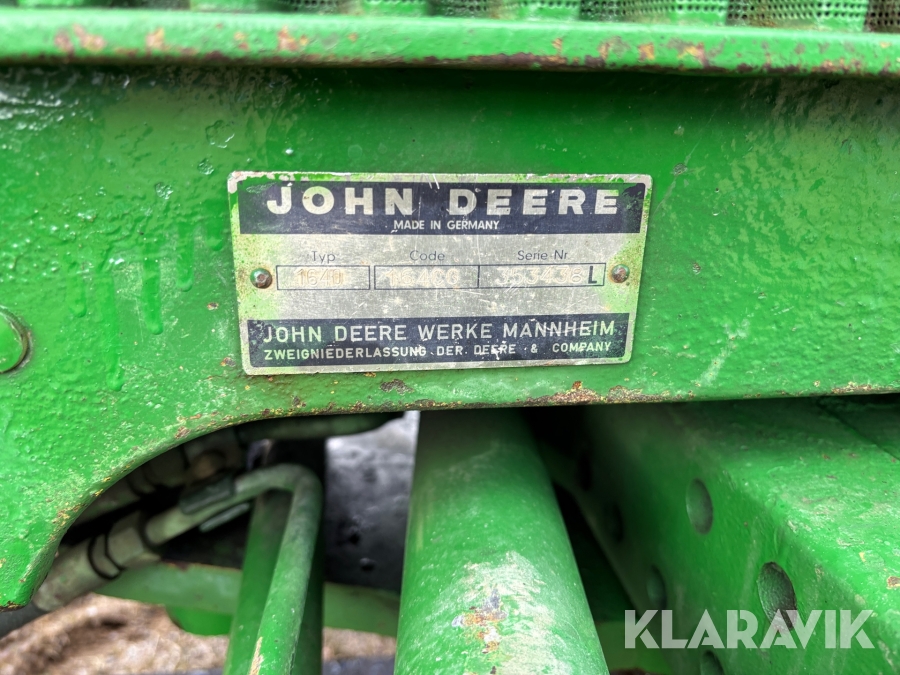 JOHN DEERE
MADE IN GERMANY
Typ Code Serie-Nr.
1640 L
JOHN DEERE WERKE MANNHEIM
ZWEIGNIEDERLASSUNG DER DEERE & COMPANY
KLARAVIK